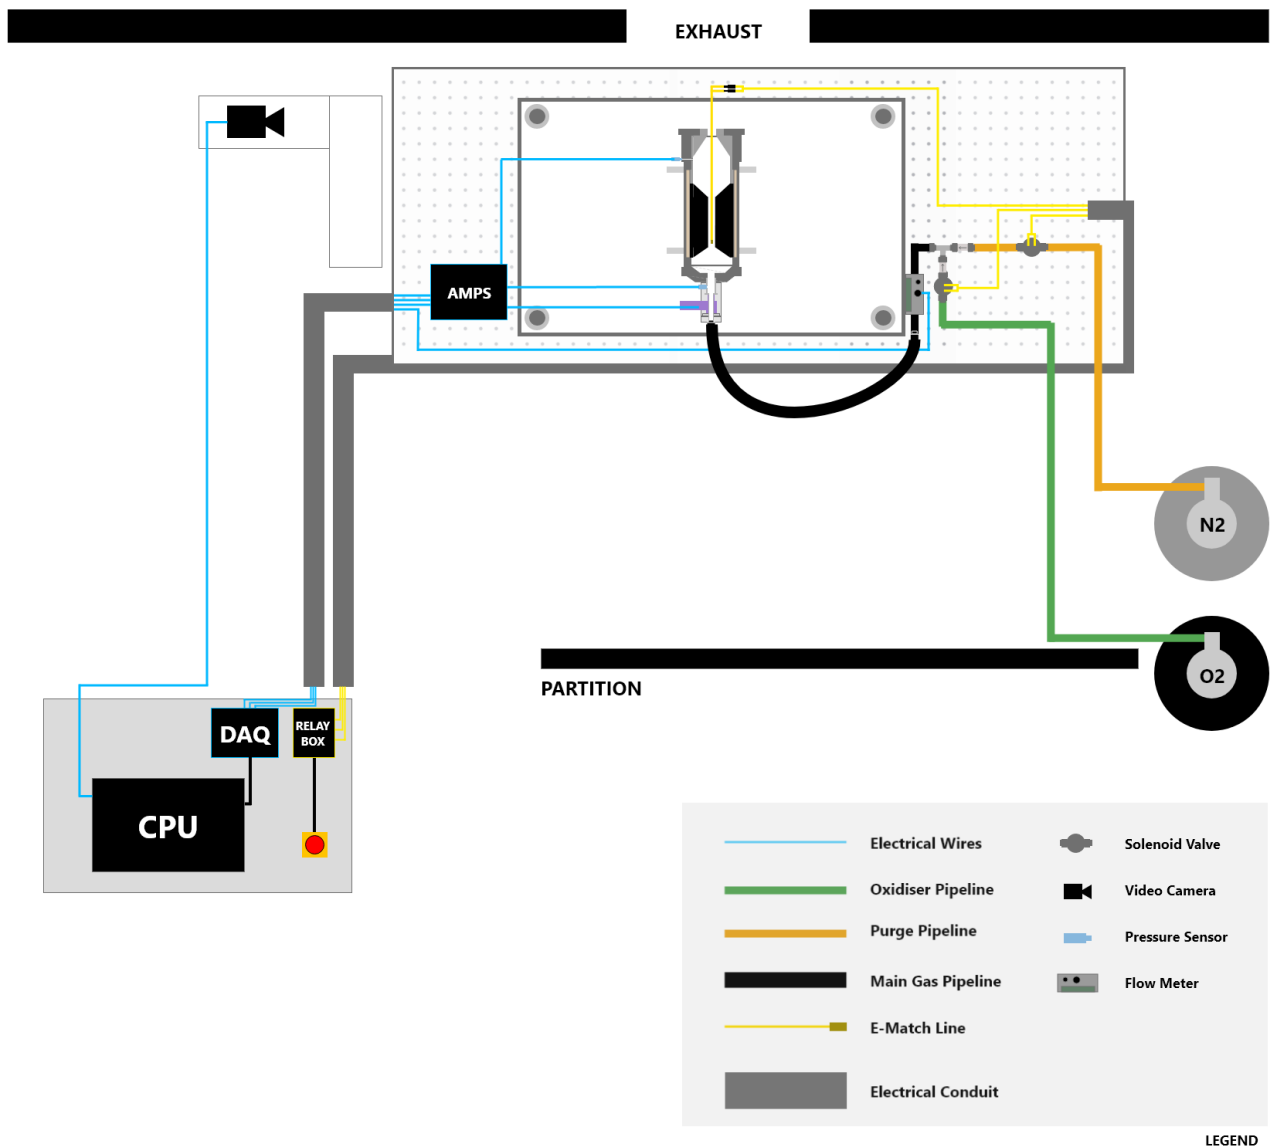 EXHAUST
AMPS
N2
O2
PARTITION
DAQ
RELAY
BOX
CPU
Electrical Wires
Oxidiser Pipeline
Purge Pipeline
Main Gas Pipeline
E-Match Line
Electrical Conduit
Solenoid Valve
Video Camera
Pressure Sensor
Flow Meter
LEGEND